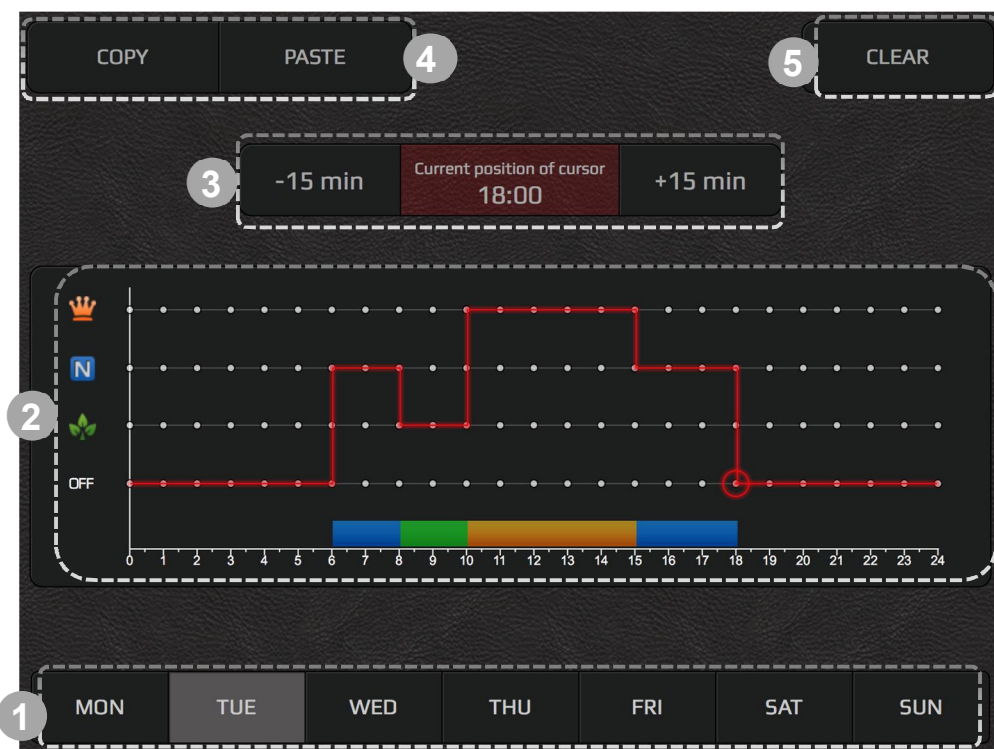 COPY PASTE 4
5 CLEAR
3 -15 min Current position of cursor +15 min
18:00
N
2
OFF
0 1 2 3 4 5 6 7 8 9 10 11 12 13 14 15 16 17 18 19 20 21 22 23 24
1 MON TUE WED THU FRI SAT SUN